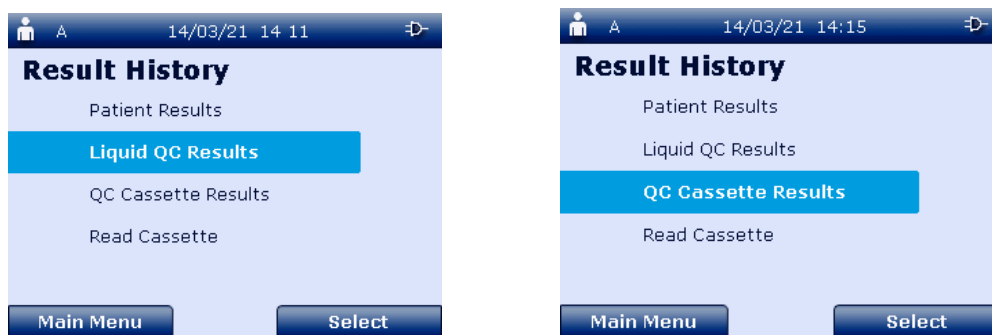 A 14/03/21 14 11
Result History
Patient Results
Liquid QC Results
QC Cassette Results
Read Cassette
Main Menu Select
A 14/03/21 14:15
Result History
Patient Results
Liquid QC Results
QC Cassette Results
Read Cassette
Main Menu Select